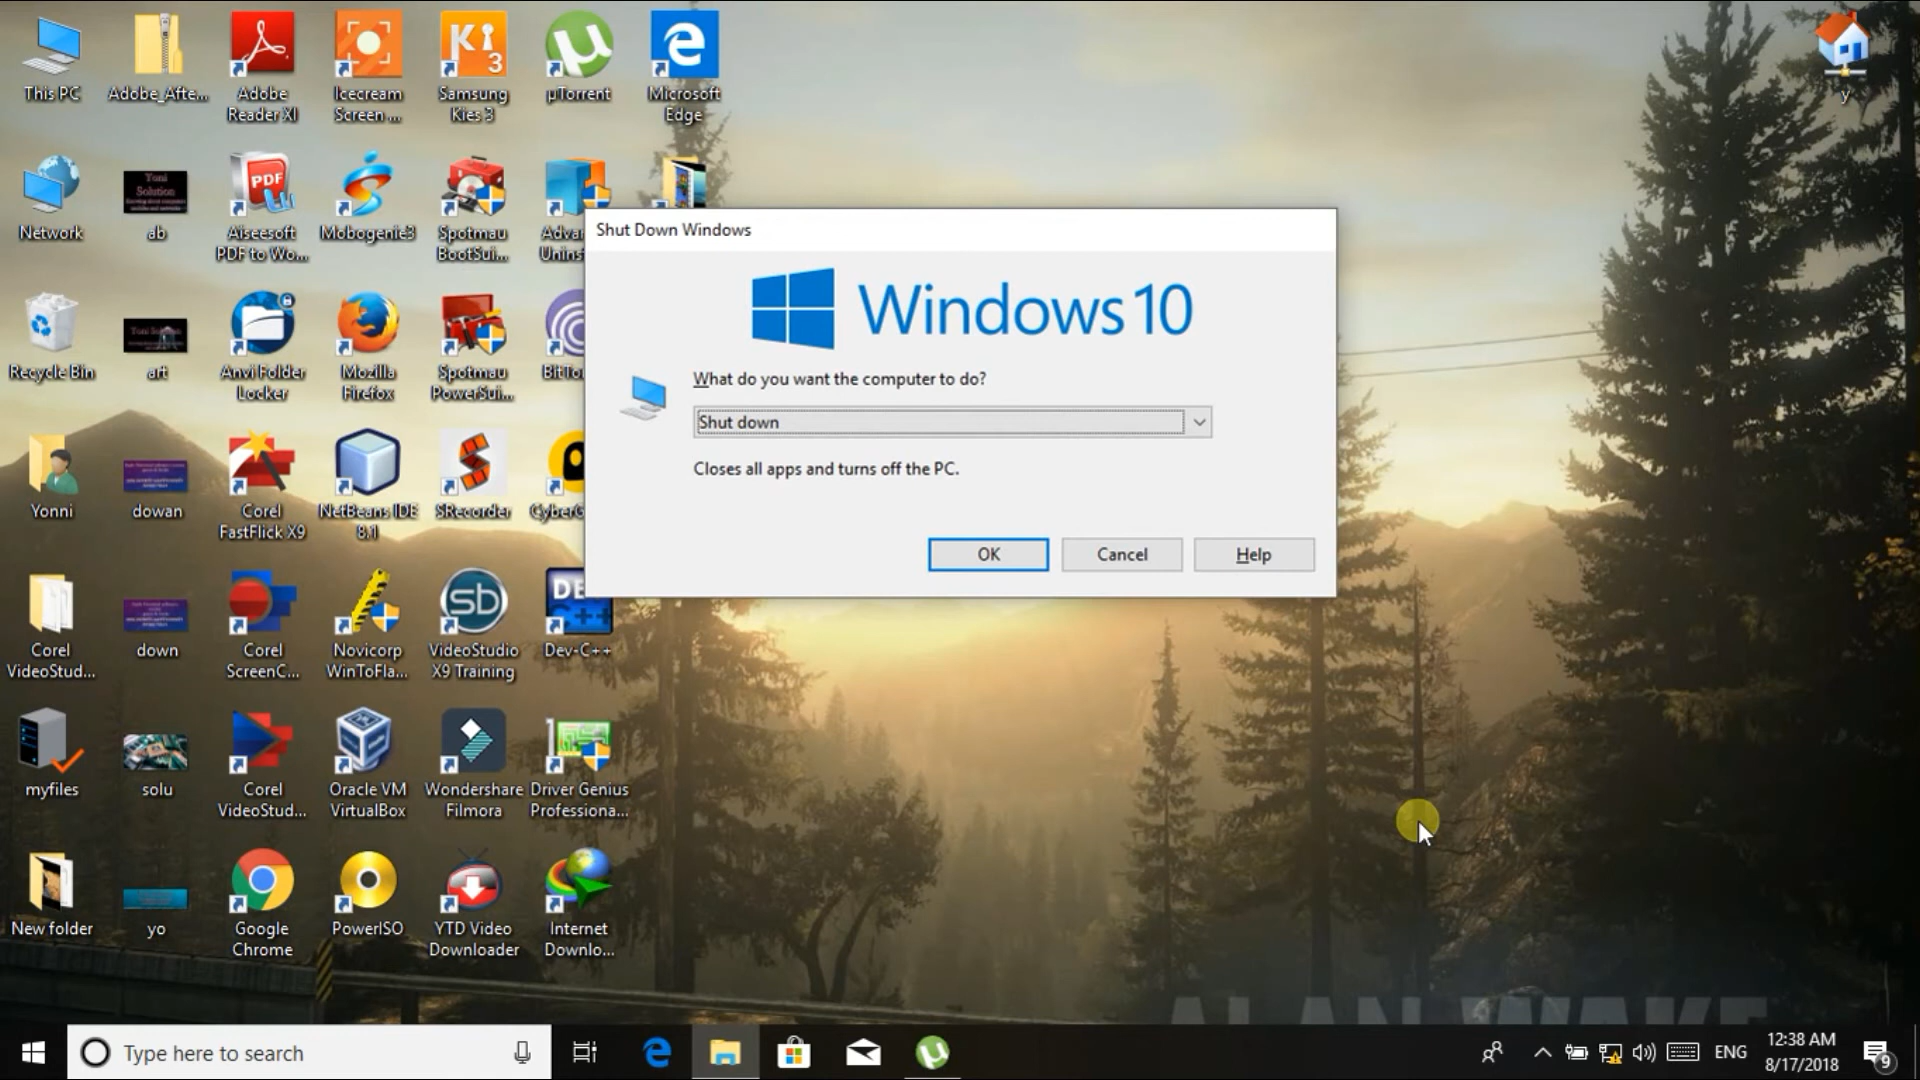 This PC
Adobe_Afte...
Adobe
Reader XI
Icecream
Screen ...
Samsung
Kies 3
µTorrent
Microsoft
Edge
y
Network
Yoni
Solution
ab
Aiseesoft
PDF to Wo...
Mobogenie3
Spotmau
BootSui...
Advan
Unins
Recycle Bin
art
Anvi Folder
Locker
Mozilla
Firefox
Spotmau
PowerSui...
BitTo
Yonni
dowan
Corel
FastFlick X9
NetBeans IDE
8.1
SRecorder
CyberG
Corel
VideoStud...
down
Corel
ScreenC...
Novicorp
WinToFla...
VideoStudio
X9 Training
Dev-C++
myfiles
solu
Corel
VideoStud...
Oracle VM
VirtualBox
Wondershare
Filmora
Driver Genius
Professiona...
New folder
yo
Google
Chrome
PowerISO
YTD Video
Downloader
Internet
Downlo...
Shut Down Windows
Windows 10
What do you want the computer to do?
Shut down
Closes all apps and turns off the PC.
OK
Cancel
Help
ALAN WAKE
Type here to search
ENG
12:38 AM
8/17/2018
9